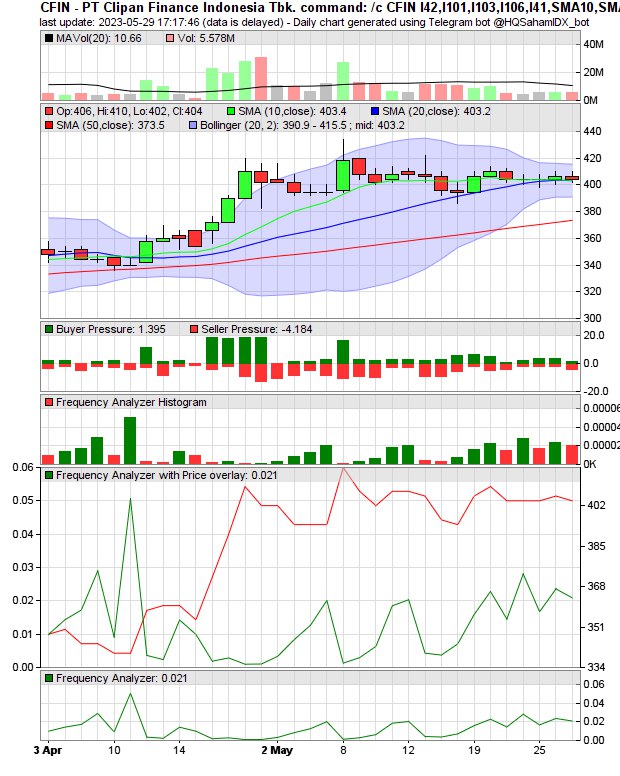 CFIN - PT Clipan Finance Indonesia Tbk. command: /c CFIN I42,I101,I103,I106,I41,SMA10,SMA
last update: 2023-05-29 17:17:46 (data is delayed) - Daily chart generated using Telegram bot @HQSahamIDX_bot
MAVol(20): 10.66 Vol: 5.578M
40M
20M
0M
Op:406, Hi:410, Lo:402, Cl:404 SMA (10,close): 403.4 SMA (20,close): 403.2
SMA (50,close): 373.5 Bollinger (20, 2): 390.9 - 415.5 ; mid: 403.2
440
420
400
380
360
340
320
300
Buyer Pressure: 1.395 Seller Pressure: -4.184
20.0
0.0
-20.0
Frequency Analyzer Histogram
0.00006
0.00004
0.00002
0K
Frequency Analyzer with Price overlay: 0.021
0.06
0.05
0.04
0.03
0.02
0.01
0.00
402
385
368
351
334
Frequency Analyzer: 0.021
0.06
0.04
0.02
0.00
3 Apr 10 14 2 May 8 12 19 25